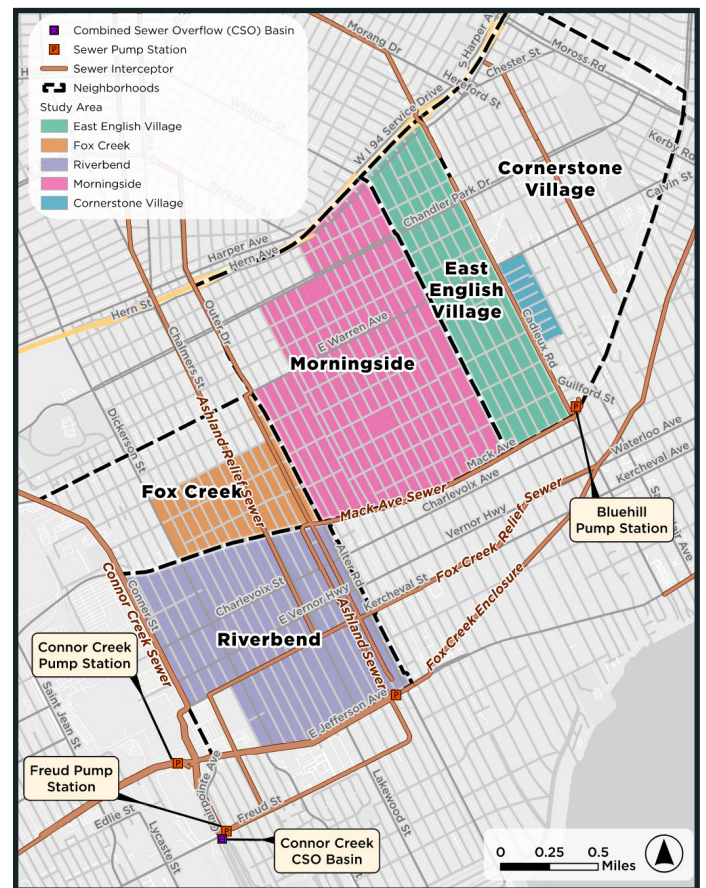 Combined Sewer Overflow (CSO) Basin
P
Sewer Pump Station
Sewer Interceptor
Neighborhoods
Study Area
East English Village
Fox Creek
Riverbend
Morningside
Cornerstone Village
Morang Dr
S Harper Ave
Chester St
Moross Rd
Hereford St
W I 94 Service Drive
Kerby Rd
Calvin St
Cornerstone
Village
Chandler Park Dr
Harper Ave
Hern Ave
Hern St
Outer Dr
Chalmers St
East
English
Village
Cadieux Rd
E Warren Ave
Morningside
Guilford St
P
Dickerson St
Ashland Relief Sewer
Mack Ave
Waterloo Ave
Kercheval Ave
Charlevoix Ave
Mack Ave Sewer
Vernor Hwy
Fox Creek Relief Sewer
Fox Creek
Bluehill
Pump Station
Alter Rd
Kercheval St
Conner St
Charlevoix St
E Vernor Hwy
Connor Creek Sewer
Ashland Sewer
Fox Creek Enclosure
Riverbend
Connor Creek
Pump Station
Saint Jean St
P
E Jefferson Ave
P
Freud Pump
Station
Edlie St
Lycaste St
Freud St
Lakewood St
P
Connor Creek
CSO Basin
0 0.25 0.5
Miles